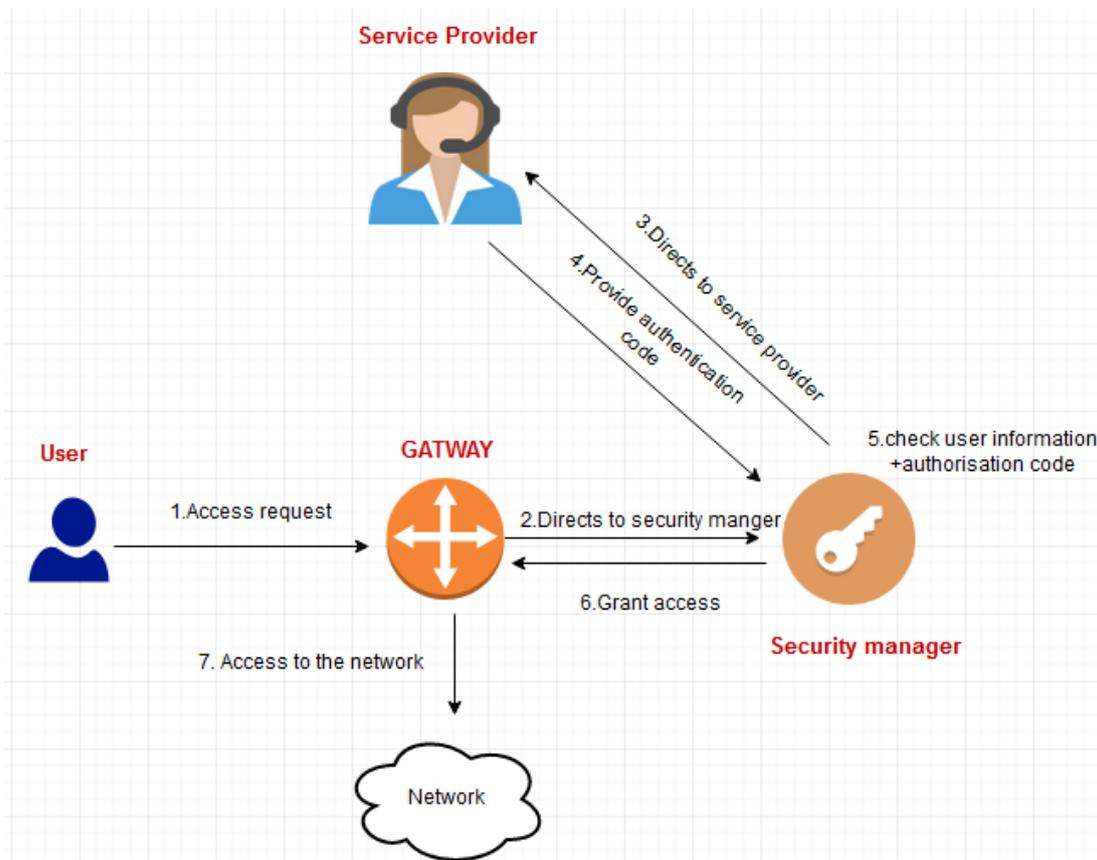 Service Provider
3.Directs to service provider
4.Provide authentication
code
5.check user information
+authorisation code
User
GATWAY
1.Access request
2.Directs to security manger
6.Grant access
Security manager
7. Access to the network
Network